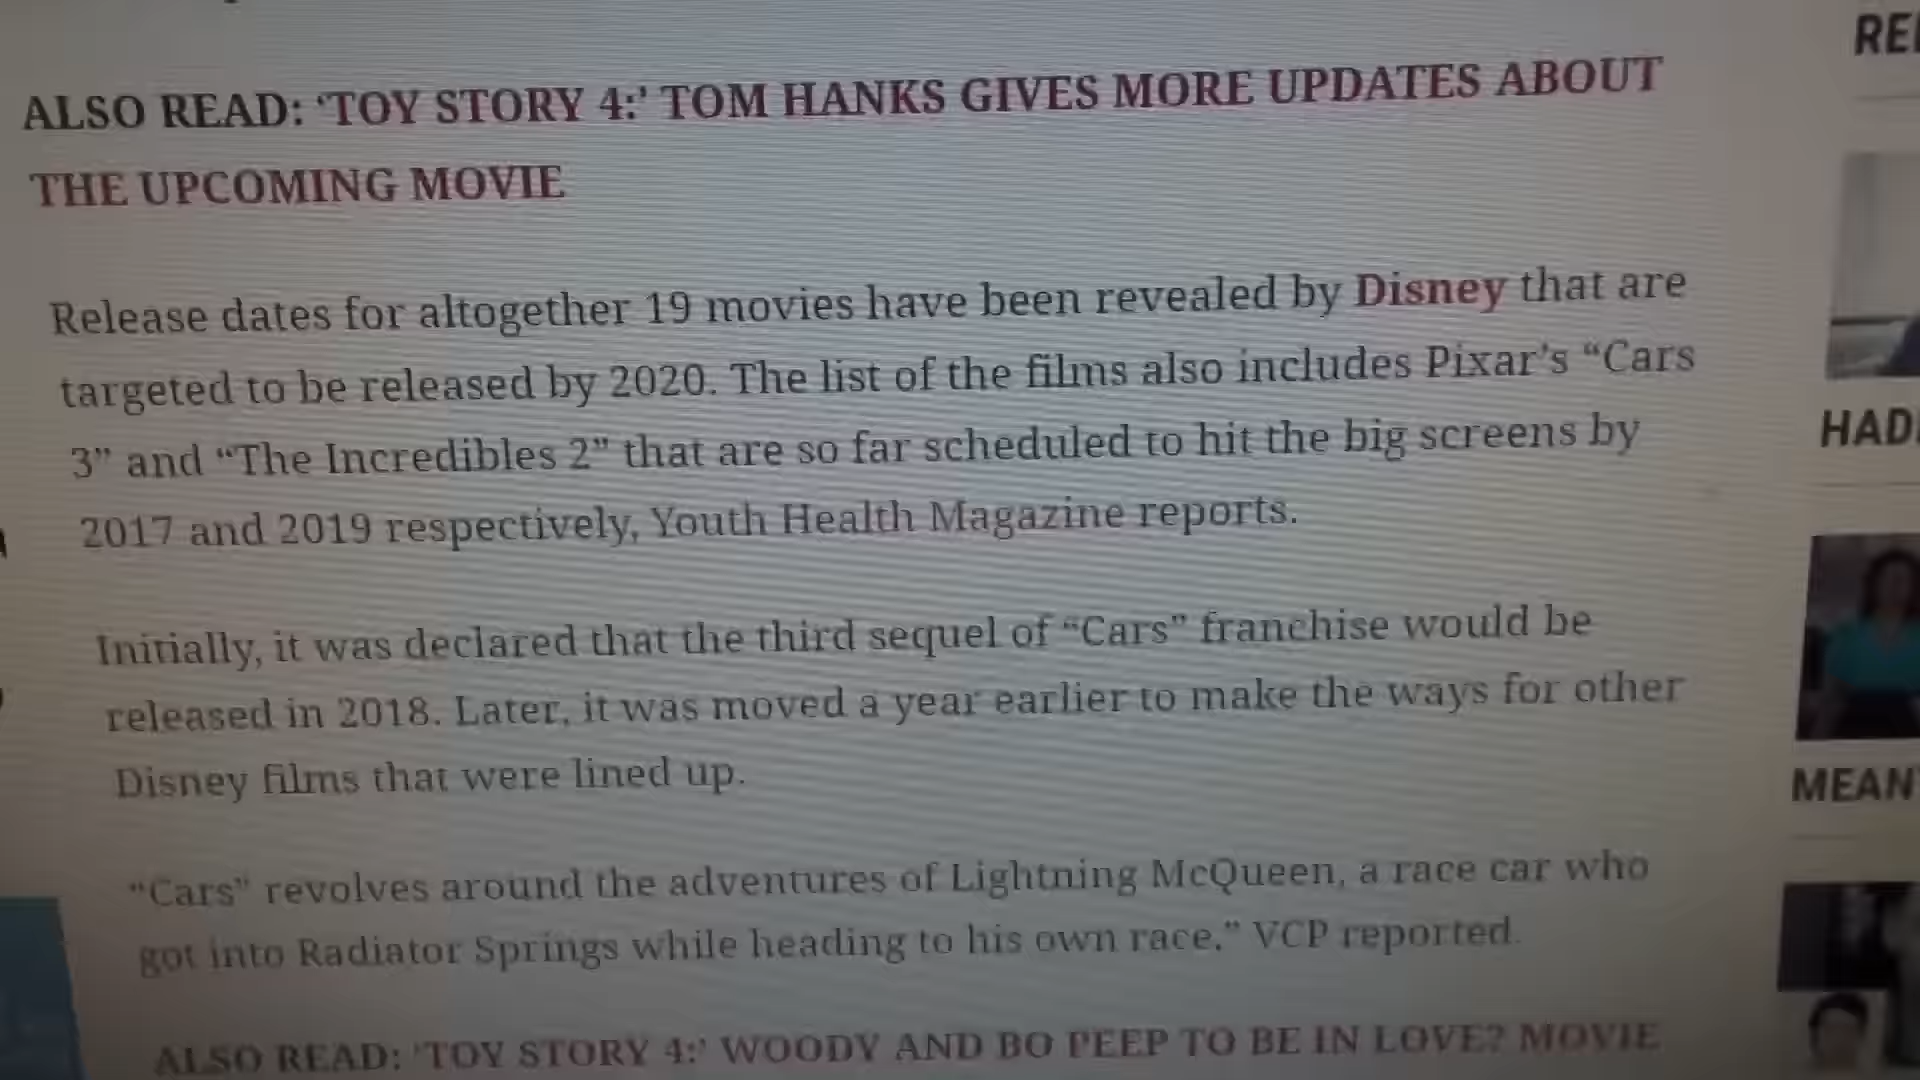 ALSO READ: ‘TOY STORY 4:’ TOM HANKS GIVES MORE UPDATES ABOUT
THE UPCOMING MOVIE
Release dates for altogether 19 movies have been revealed by Disney that are
targeted to be released by 2020. The list of the films also includes Pixar’s “Cars
3” and “The Incredibles 2” that are so far scheduled to hit the big screens by
2017 and 2019 respectively, Youth Health Magazine reports.
Initially, it was declared that the third sequel of “Cars” franchise would be
released in 2018. Later, it was moved a year earlier to make the ways for other
Disney films that were lined up.
“Cars” revolves around the adventures of Lightning McQueen, a race car who
got into Radiator Springs while heading to his own race,” VCP reported.
ALSO READ: ‘TOY STORY 4:’ WOODY AND BO PEEP TO BE IN LOVE? MOVIE
HAD
MEAN